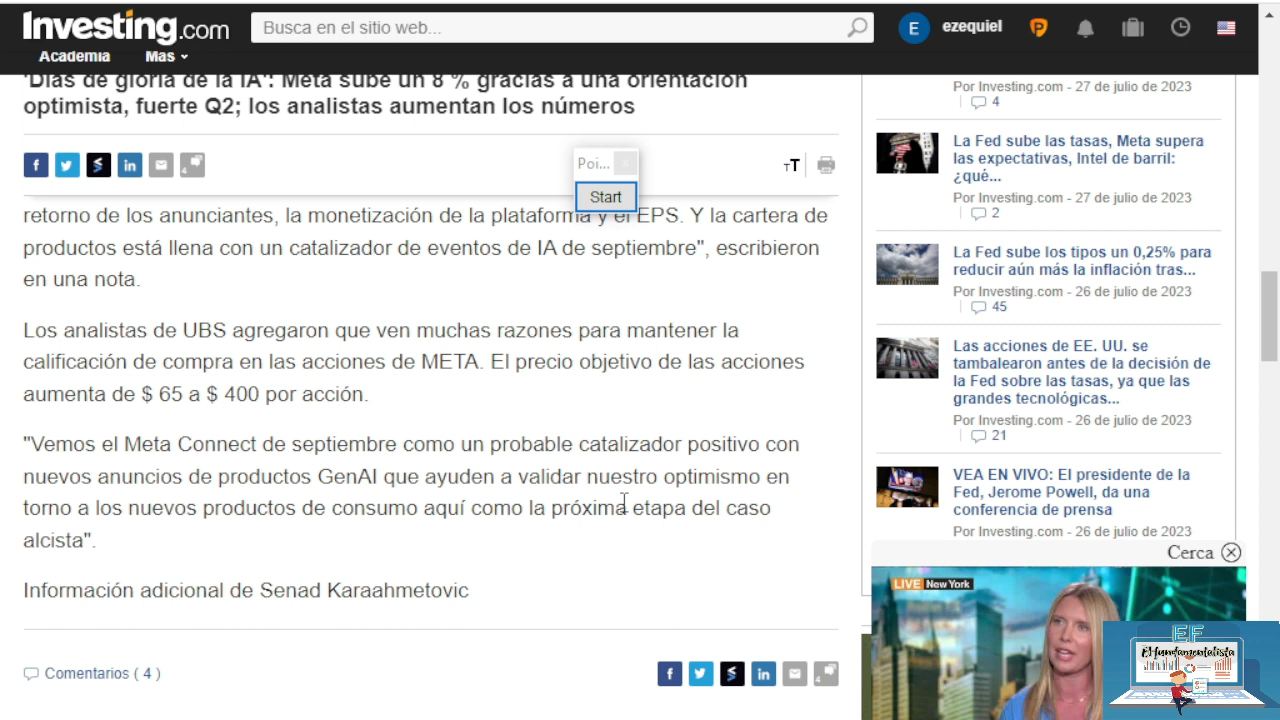 Investing.com
Busca en el sitio web...
E
ezequiel
Academia
Mas
'Días de gloria de la IA': Meta sube un 8 % gracias a una orientación
optimista, fuerte Q2; los analistas aumentan los números
4
Poi...
x
Start
TT
retorno de los anunciantes, la monetización de la plataforma y el EPS. Y la cartera de
productos está llena con un catalizador de eventos de IA de septiembre", escribieron
en una nota.
Los analistas de UBS agregaron que ven muchas razones para mantener la
calificación de compra en las acciones de META. El precio objetivo de las acciones
aumenta de $ 65 a $ 400 por acción.
"Vemos el Meta Connect de septiembre como un probable catalizador positivo con
nuevos anuncios de productos GenAI que ayuden a validar nuestro optimismo en
torno a los nuevos productos de consumo aquí como la próxima etapa del caso
alcista".
Información adicional de Senad Karaahmetovic
Comentarios ( 4 )
4
Por Investing.com - 27 de julio de 2023
4
La Fed sube las tasas, Meta supera
las expectativas, Intel de barril:
¿qué...
Por Investing.com - 27 de julio de 2023
2
La Fed sube los tipos un 0,25% para
reducir aún más la inflación tras...
Por Investing.com - 26 de julio de 2023
45
Las acciones de EE. UU. se
tambalearon antes de la decisión de
la Fed sobre las tasas, ya que las
grandes tecnológicas...
Por Investing.com - 26 de julio de 2023
21
VEA EN VIVO: El presidente de la
Fed, Jerome Powell, da una
conferencia de prensa
Por Investing.com - 26 de julio de 2023
Cerca
LIVE New York
EF
El fundamentalista